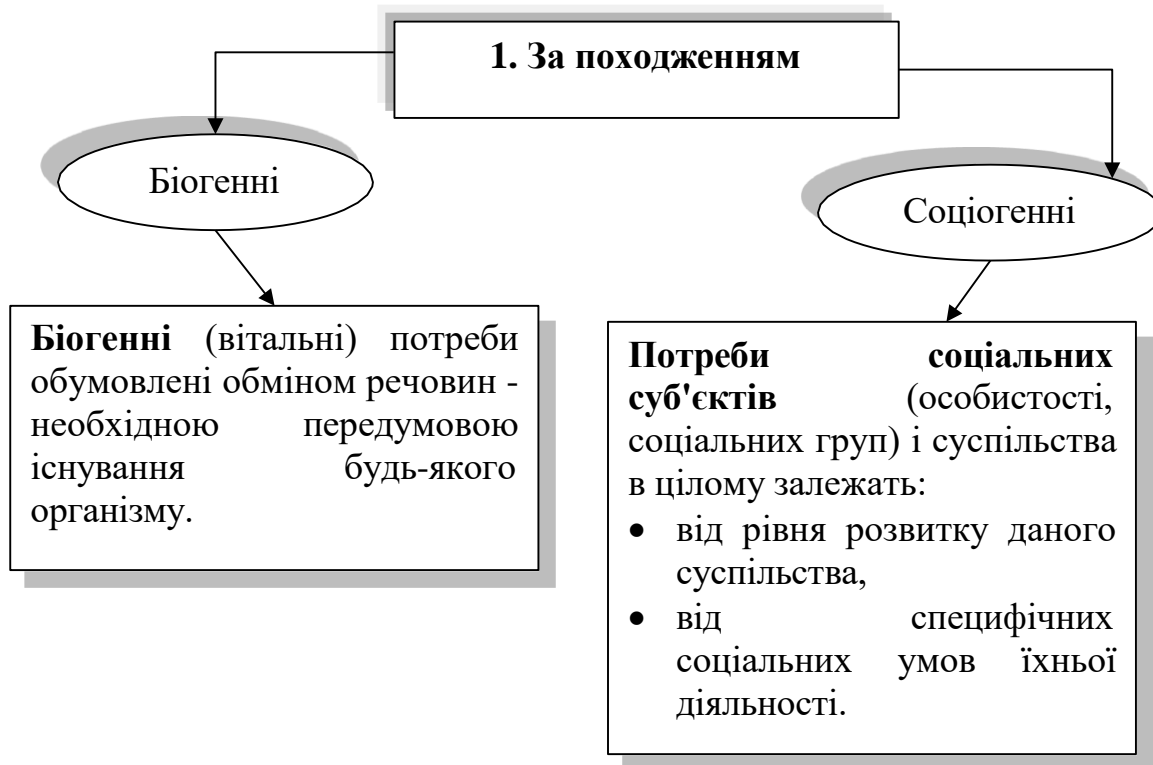 1. За походженням
Біогенні
Соціогенні
Біогенні (вітальні) потреби
обумовлені обміном речовин -
необхідною передумовою
існування будь-якого
організму.
Потреби соціальних
суб'єктів (особистості,
соціальних груп) і суспільства
в цілому залежать:
• від рівня розвитку даного
суспільства,
• від специфічних
соціальних умов їхньої
діяльності.